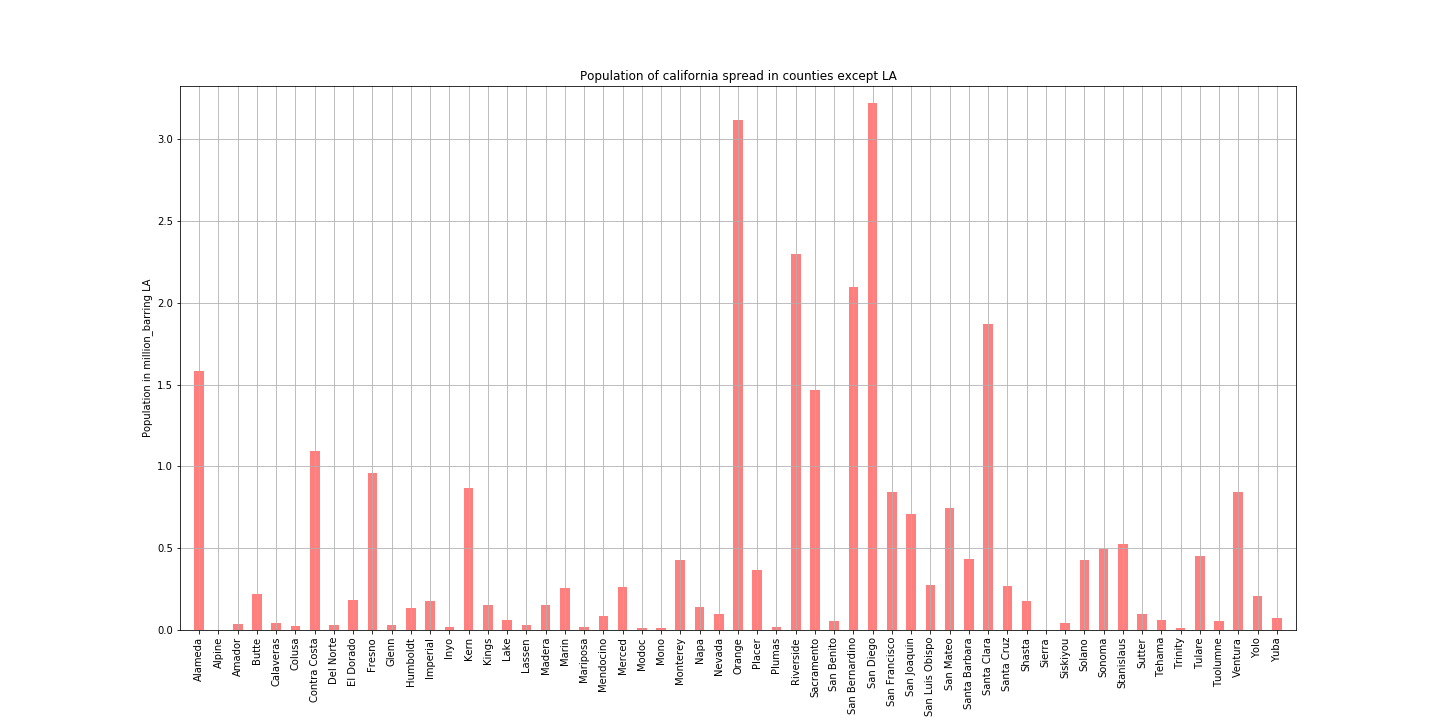 Population of california spread in counties except LA
Population in million_barring LA
3.0
2.5
2.0
1.5
1.0
0.5
0.0
Alameda
Alpine
Amador
Butte
Calaveras
Colusa
Contra Costa
Del Norte
El Dorado
Fresno
Glenn
Humboldt
Imperial
Inyo
Kern
Kings
Lake
Lassen
Madera
Marin
Mariposa
Mendocino
Merced
Modoc
Mono
Monterey
Napa
Nevada
Orange
Placer
Plumas
Riverside
Sacramento
San Benito
San Bernardino
San Diego
San Francisco
San Joaquin
San Luis Obispo
San Mateo
Santa Barbara
Santa Clara
Santa Cruz
Shasta
Sierra
Siskiyou
Solano
Sonoma
Stanislaus
Sutter
Tehama
Trinity
Tulare
Tuolumne
Ventura
Yolo
Yuba